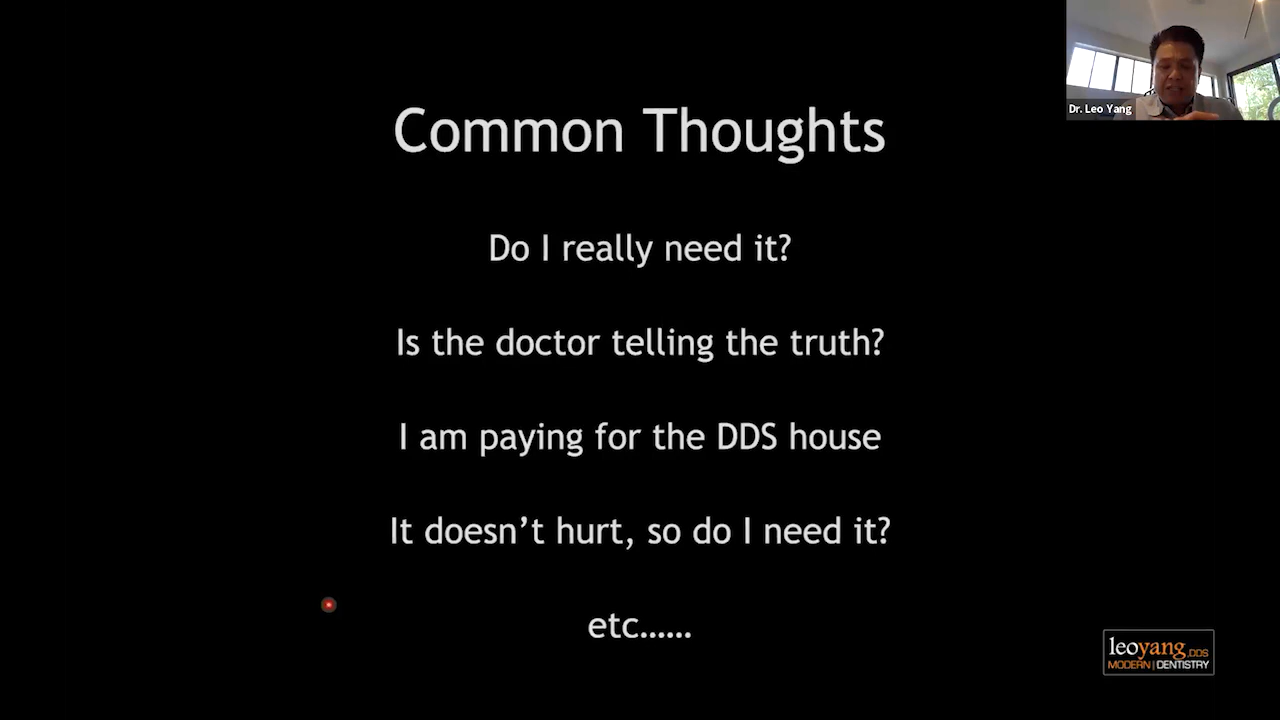 Common Thoughts
Do I really need it?
Is the doctor telling the truth?
I am paying for the DDS house
It doesn’t hurt, so do I need it?
etc......
Dr. Leo Yang
leoyang,DDS
MODERN | DENTISTRY